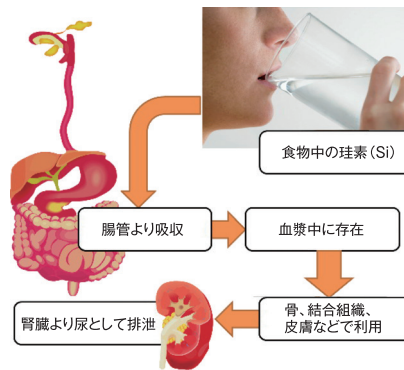 食物中の珪素（Si）
腸管より吸収
血漿中に存在
骨、結合組織、
皮膚などで利用
腎臓より尿として排泄